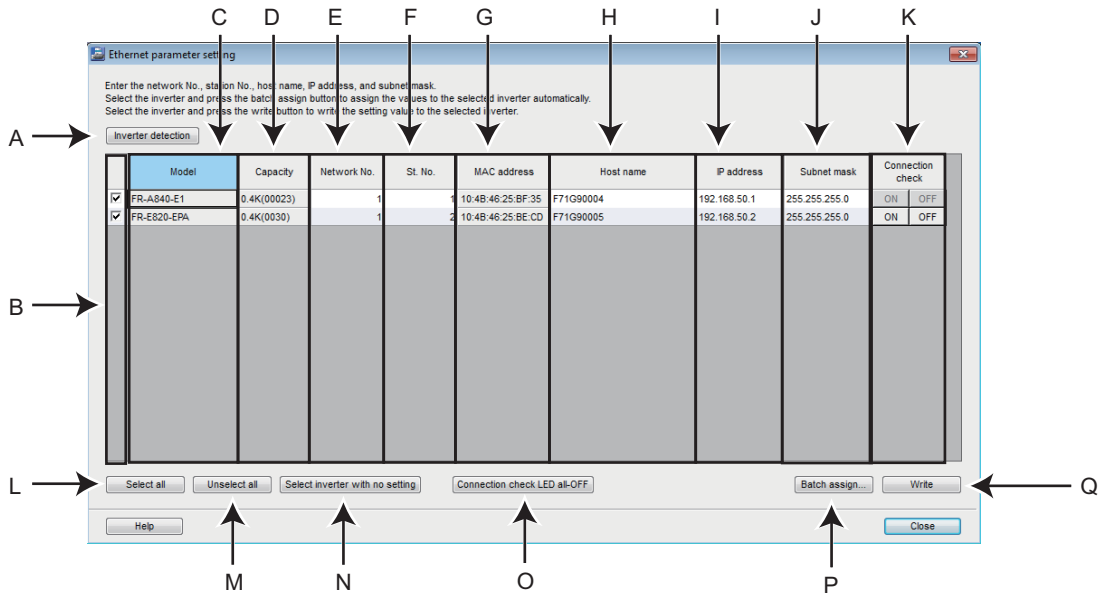 C D E F G H I J K
Ethernet parameter setting
Enter the network No., station No., host name, IP address, and subnet mask.
Select the inverter and press the batch assign button to assign the values to the selected inverter automatically.
Select the inverter and press the write button to write the setting value to the selected inverter.
A
Inverter detection
Model Capacity Network No. St. No. MAC address Host name IP address Subnet mask Connection check
FR-A840-E1 0.4K(00023) 1 1 10:4B:46:25:BF:35 F71G90004 192.168.50.1 255.255.255.0 ON OFF
FR-E820-EPA 0.4K(0030) 1 2 10:4B:46:25:BE:CD F71G90005 192.168.50.2 255.255.255.0 ON OFF
B
L Select all Unselect all Select inverter with no setting Connection check LED all-OFF Batch assign... Write Q
Help Close
M N O P